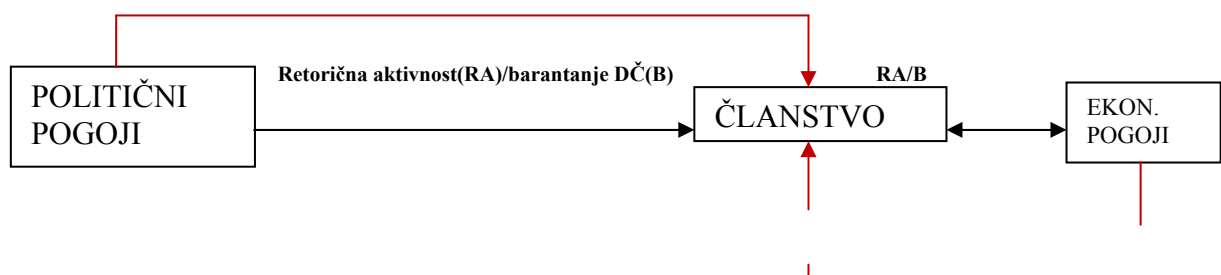 Retorična aktivnost(RA)/barantanje DČ(B)
RA/B
POLITIČNI
POGOJI
ČLANSTVO
EKON.
POGOJI